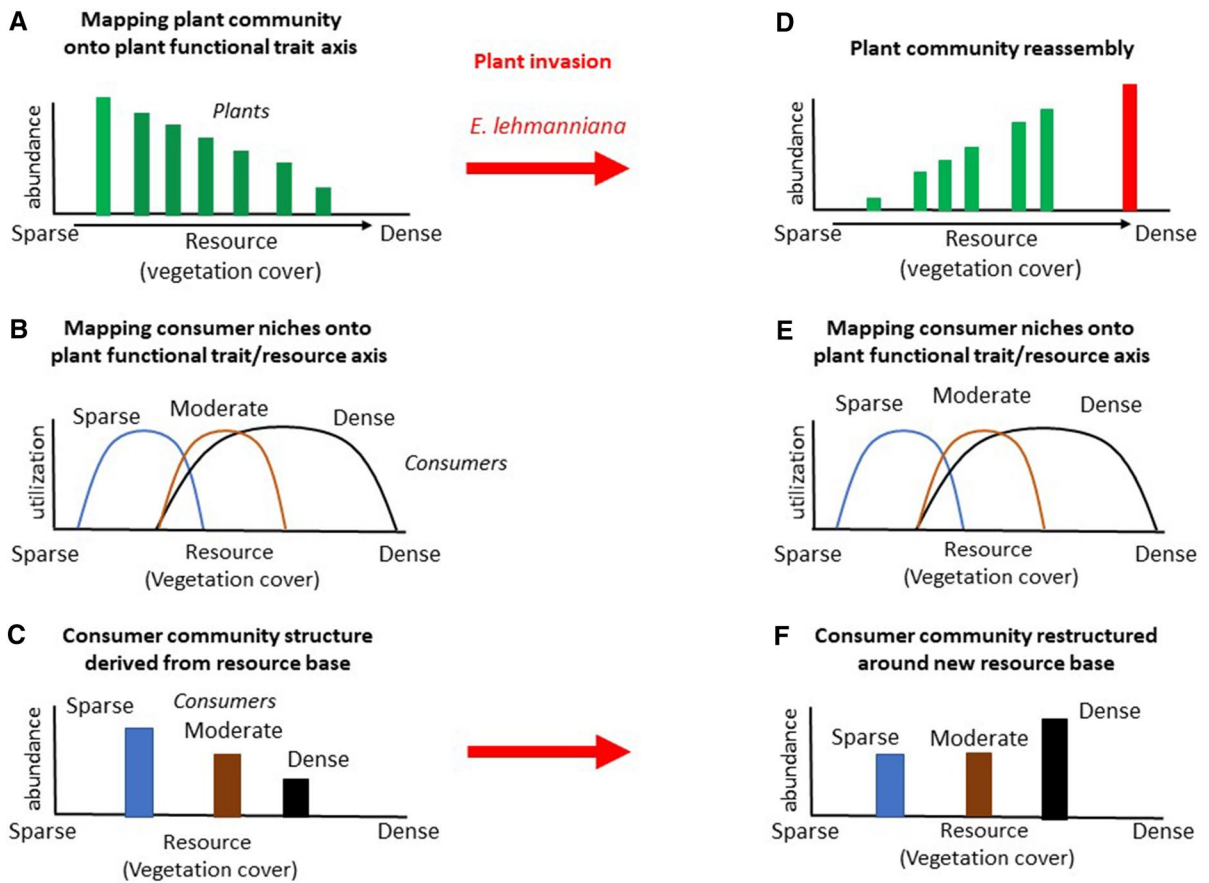 A
Mapping plant community
onto plant functional trait axis
abundance
Plants
Sparse
Resource
(vegetation cover)
Dense
Plant invasion
E. lehmanniana
D
Plant community reassembly
abundance
Sparse
Resource
(vegetation cover)
Dense
B
Mapping consumer niches onto
plant functional trait/resource axis
utilization
Sparse
Moderate
Dense
Consumers
Sparse
Resource
(Vegetation cover)
Dense
E
Mapping consumer niches onto
plant functional trait/resource axis
utilization
Sparse
Moderate
Dense
Sparse
Resource
(Vegetation cover)
Dense
C
Consumer community structure
derived from resource base
abundance
Sparse
Consumers
Moderate
Dense
Sparse
Resource
(Vegetation cover)
Dense
F
Consumer community restructured
around new resource base
abundance
Sparse
Moderate
Dense
Sparse
Resource
(Vegetation cover)
Dense